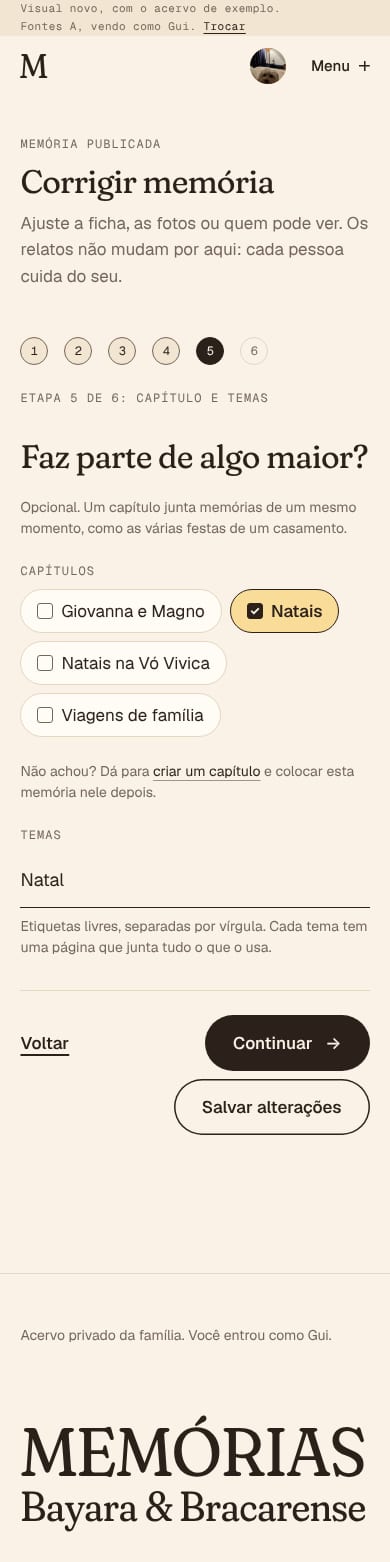 Visual novo, com o acervo de exemplo.
Fontes A, vendo como Gui. Trocar
M
Menu +
MEMÓRIA PUBLICADA
Corrigir memória
Ajuste a ficha, as fotos ou quem pode ver. Os
relatos não mudam por aqui: cada pessoa
cuida do seu.
1 2 3 4 5 6
ETAPA 5 DE 6: CAPÍTULO E TEMAS
Faz parte de algo maior?
Opcional. Um capítulo junta memórias de um mesmo
momento, como as várias festas de um casamento.
CAPÍTULOS
Giovanna e Magno
Natais
Natais na Vó Vivica
Viagens de família
Não achou? Dá para criar um capítulo e colocar esta
memória nele depois.
TEMAS
Natal
Etiquetas livres, separadas por vírgula. Cada tema tem
uma página que junta tudo o que o usa.
Voltar
Continuar →
Salvar alterações
Acervo privado da família. Você entrou como Gui.
MEMÓRIAS
Bayara & Bracarense